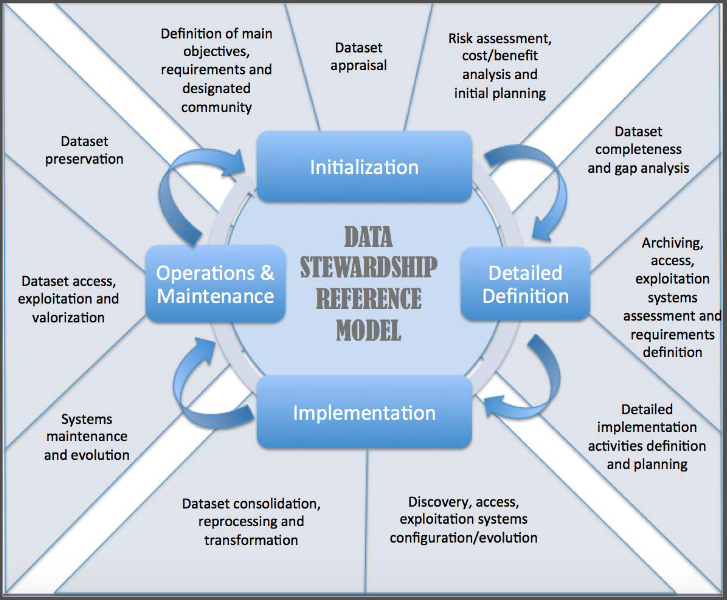 Definition of main
objectives,
requirements and
designated
community
Dataset
appraisal
Risk assessment,
cost/benefit
analysis and
initial planning
Dataset
preservation
Initialization
Dataset
completeness
and gap analysis
DATA
STEWARDSHIP
REFERENCE
MODEL
Operations &
Maintenance
Detailed
Definition
Archiving,
access,
exploitation
systems
assessment and
requirements
definition
Dataset access,
exploitation and
valorization
Implementation
Systems
maintenance
and evolution
Detailed
implementation
activities definition
and planning
Dataset consolidation,
reprocessing and
transformation
Discovery, access,
exploitation systems
configuration/evolution